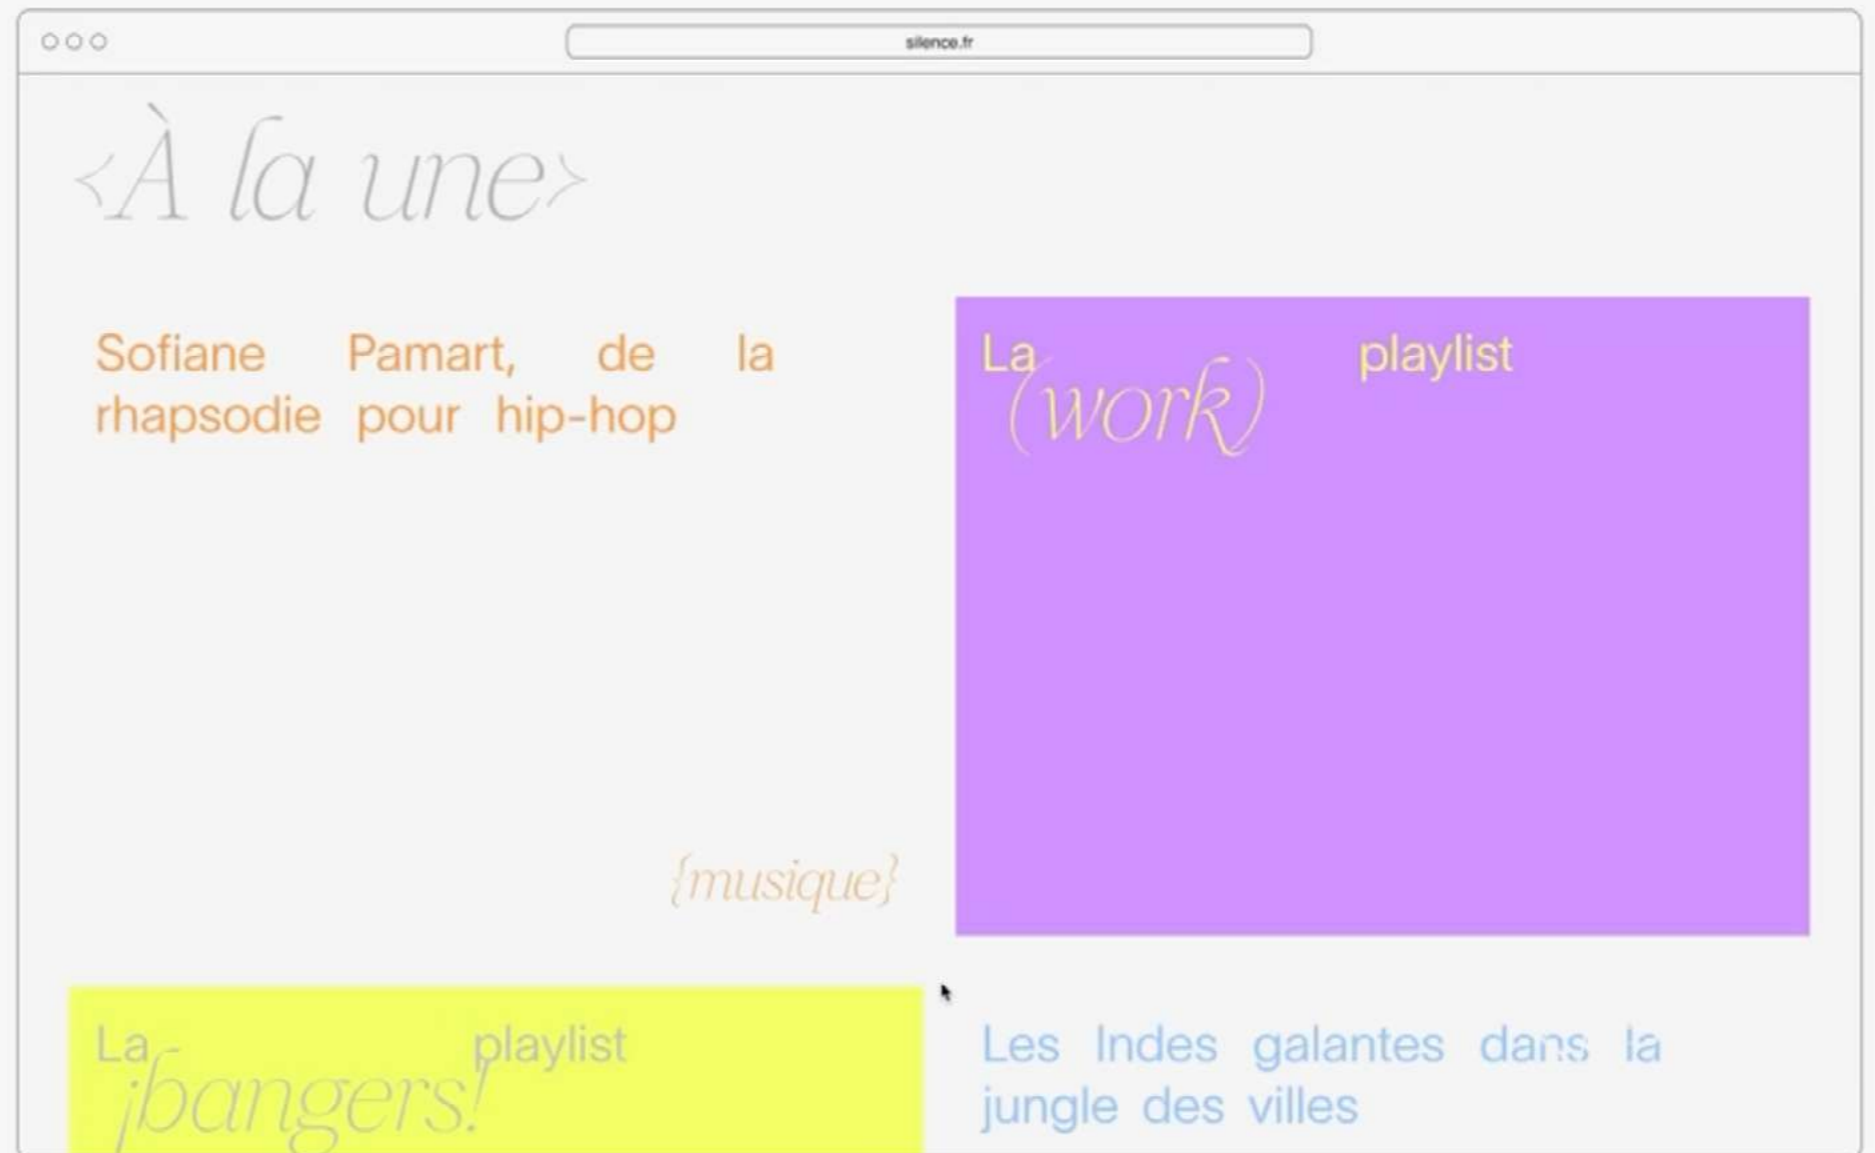 silence.fr
<À la une>
Sofiane Pamart, de la
rhapsodie pour hip-hop
{musique}
La playlist
(work)
La playlist
¡bangers!
Les Indes galantes dans la
jungle des villes